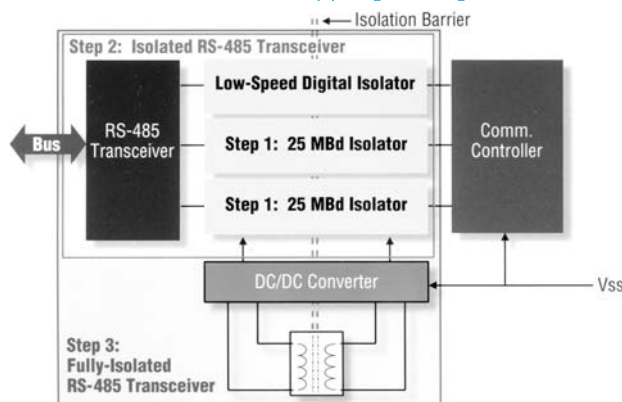 Isolation Barrier
Step 2: Isolated RS-485 Transceiver
Low-Speed Digital Isolator
RS-485
Transceiver
Comm.
Controller
Bus
Step 1: 25 MBd Isolator
Step 1: 25 MBd Isolator
DC/DC Converter
Vss
Step 3:
Fully-Isolated
RS-485 Transceiver